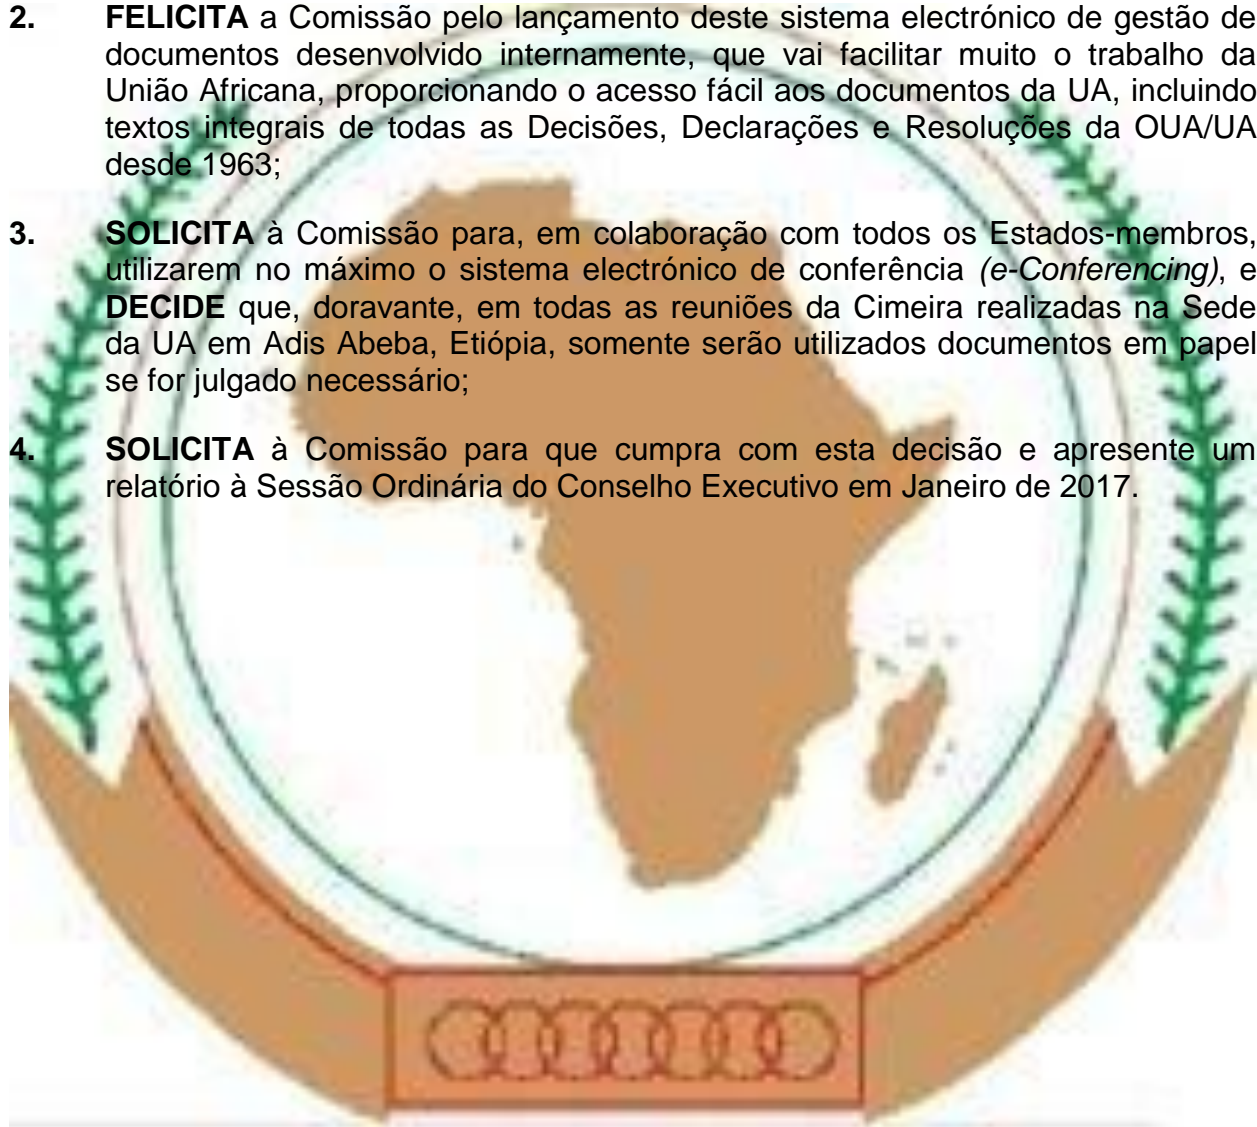 2. FELICITA a Comissão pelo lançamento deste sistema electrónico de gestão de
documentos desenvolvido internamente, que vai facilitar muito o trabalho da
União Africana, proporcionando o acesso fácil aos documentos da UA, incluindo
textos integrais de todas as Decisões, Declarações e Resoluções da OUA/UA
desde 1963;
3. SOLICITA à Comissão para, em colaboração com todos os Estados-membros,
utilizarem no máximo o sistema electrónico de conferência (e-Conferencing), e
DECIDE que, doravante, em todas as reuniões da Cimeira realizadas na Sede
da UA em Adis Abeba, Etiópia, somente serão utilizados documentos em papel
se for julgado necessário;
4. SOLICITA à Comissão para que cumpra com esta decisão e apresente um
relatório à Sessão Ordinária do Conselho Executivo em Janeiro de 2017.